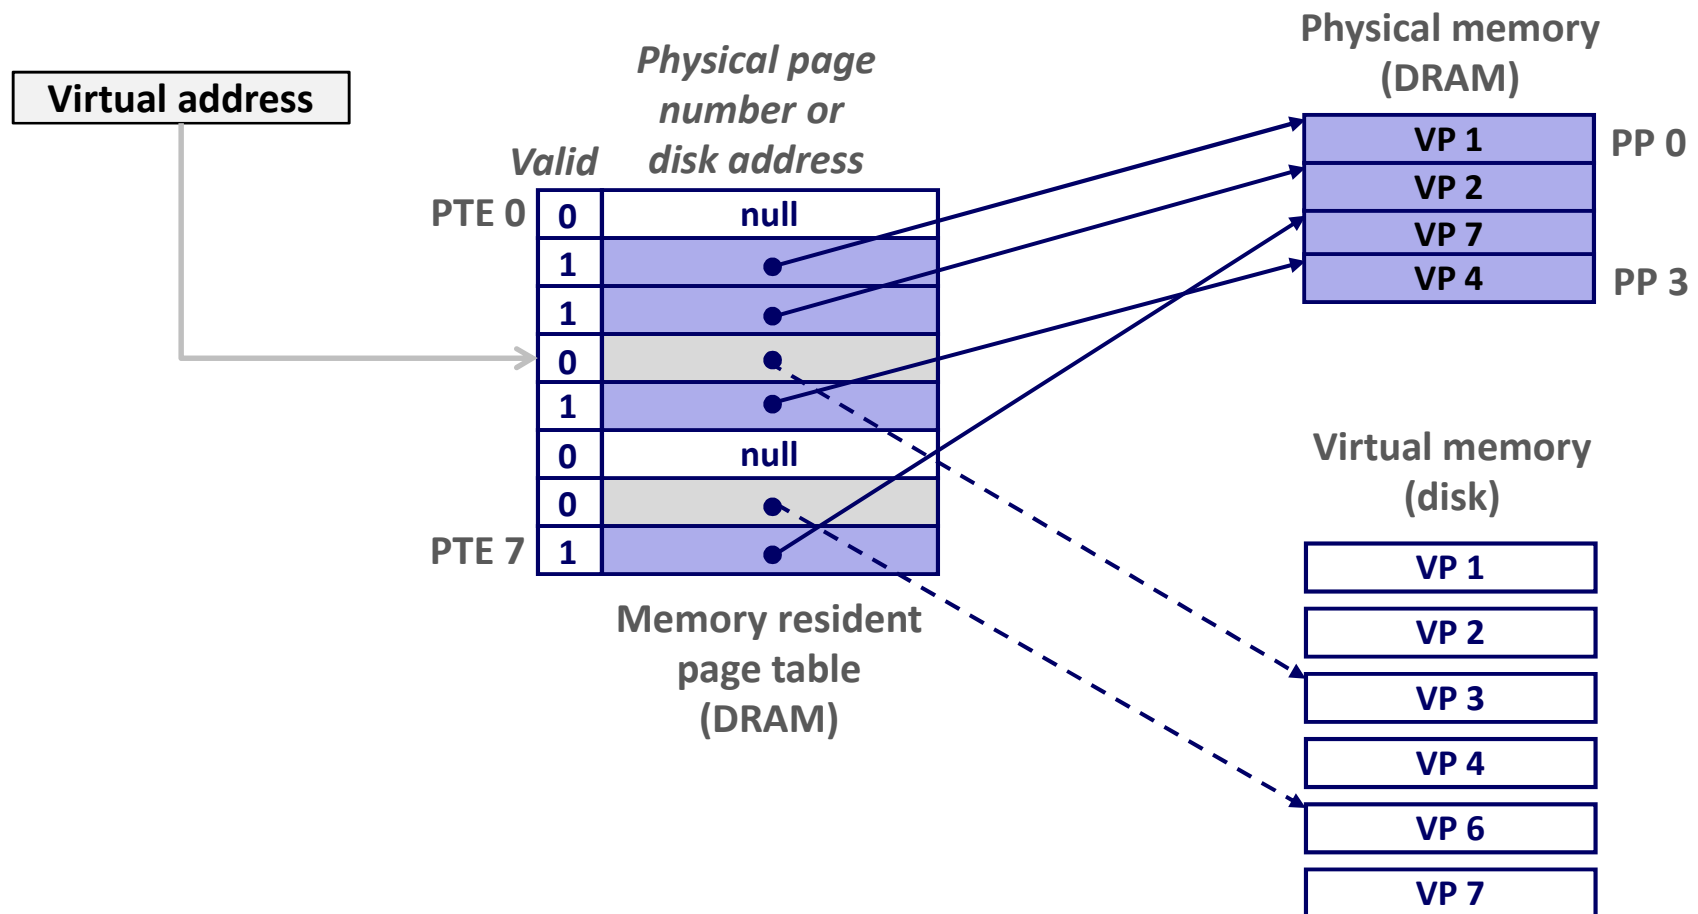 Virtual address
Physical page
number or
disk address
Valid
PTE 0
0
null
1
1
0
1
0
null
0
PTE 7
1
Memory resident
page table
(DRAM)
Physical memory
(DRAM)
VP 1
PP 0
VP 2
VP 7
VP 4
PP 3
Virtual memory
(disk)
VP 1
VP 2
VP 3
VP 4
VP 6
VP 7